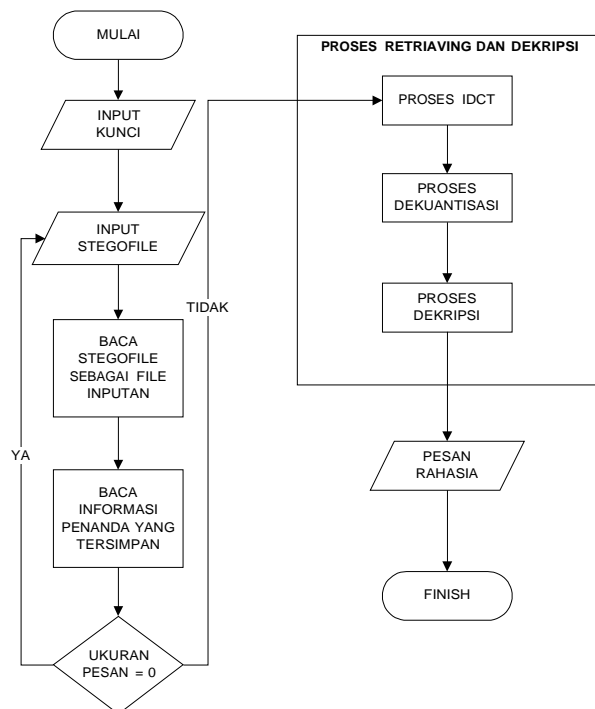 MULAI
INPUT
KUNCI
INPUT
STEGOFILE
BACA
STEGOFILE
SEBAGAI FILE
INPUTAN
BACA
INFORMASI
PENANDA YANG
TERSIMPAN
UKURAN
PESAN = 0
YA
TIDAK
PROSES RETRIAVING DAN DEKRIPSI
PROSES IDCT
PROSES
DEKUANTISASI
PROSES
DEKRIPSI
PESAN
RAHASIA
FINISH